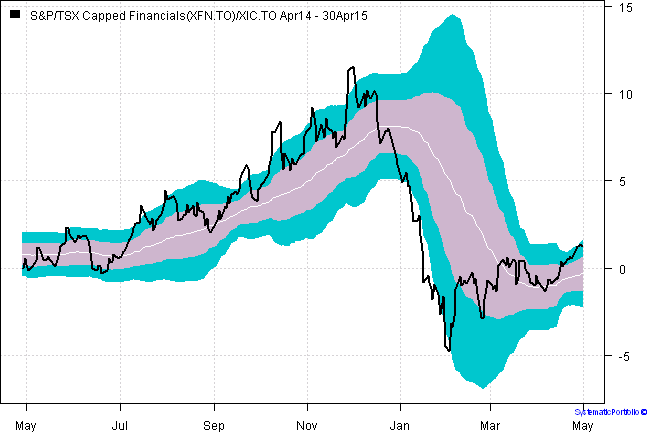 S&P/TSX Capped Financials(XFN.TO)/XIC.TO Apr14 - 30Apr15
15
10
5
0
-5
SystematicPortfolio ©
May Jul Sep Nov Jan Mar May